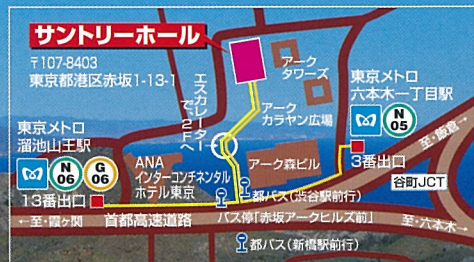 サントリーホール
〒107-8403
東京都港区赤坂1-13-1
エスカレーター
で、2Fへ
アーク
タワーズ
アーク
カラヤン広場
東京メトロ
六本木一丁目駅
N
05
3番出口
東京メトロ
溜池山王駅
N
06
G
06
13番出口
ANA
インターコンチネンタル
ホテル東京
アーク森ビル
至・飯倉→
谷町JCT
都バス(渋谷駅前行)
←至・霞ヶ関
首都高速道路
バス停「赤坂アークヒルズ前」
至・六本木→
都バス(新橋駅前行)